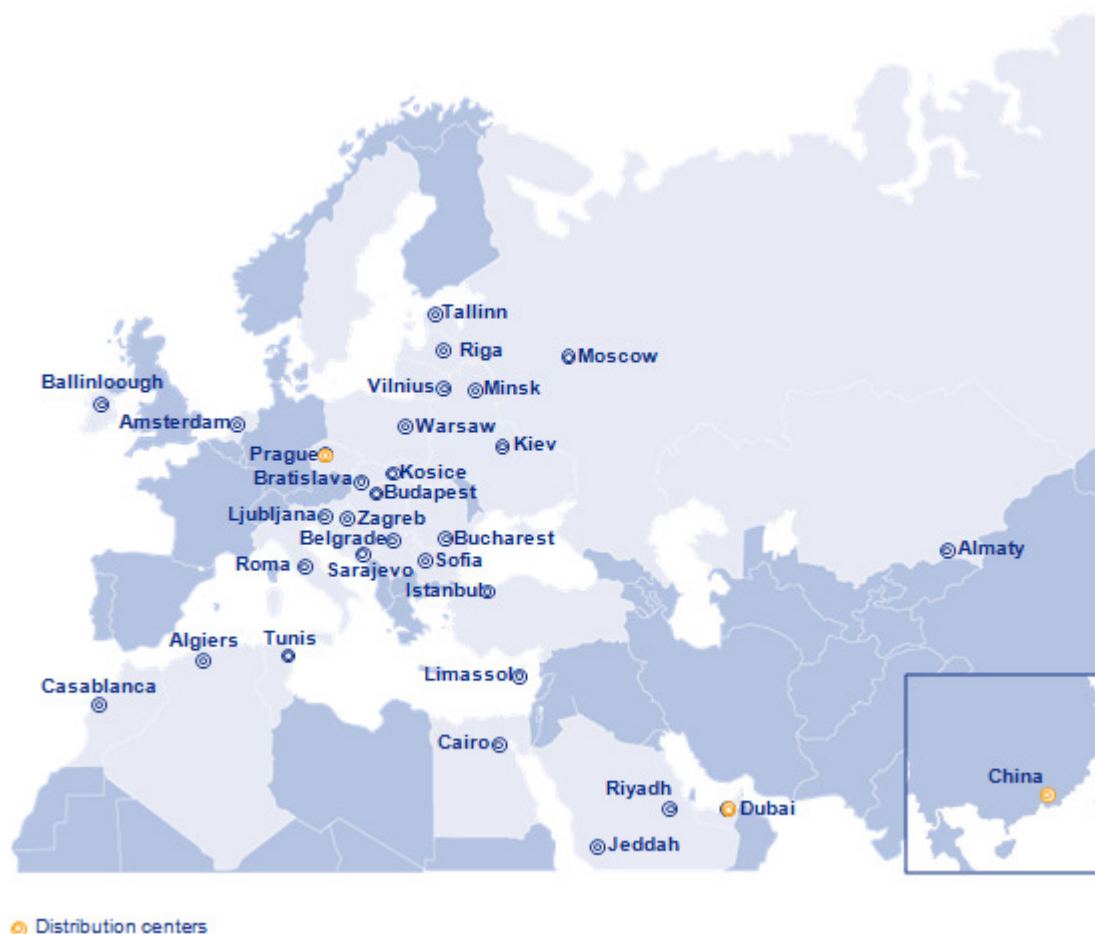 Tallinn
Riga
Moscow
Ballinloough
Vilnius
Minsk
Amsterdam
Warsaw
Kiev
Prague
Kosice
Bratislava
Budapest
Ljubljana
Zagreb
Belgrade
Bucharest
Almaty
Roma
Sarajevo
Sofia
Istanbul
Algiers
Tunis
Limassol
Casablanca
Cairo
China
Riyadh
Dubai
Jeddah
Distribution centers